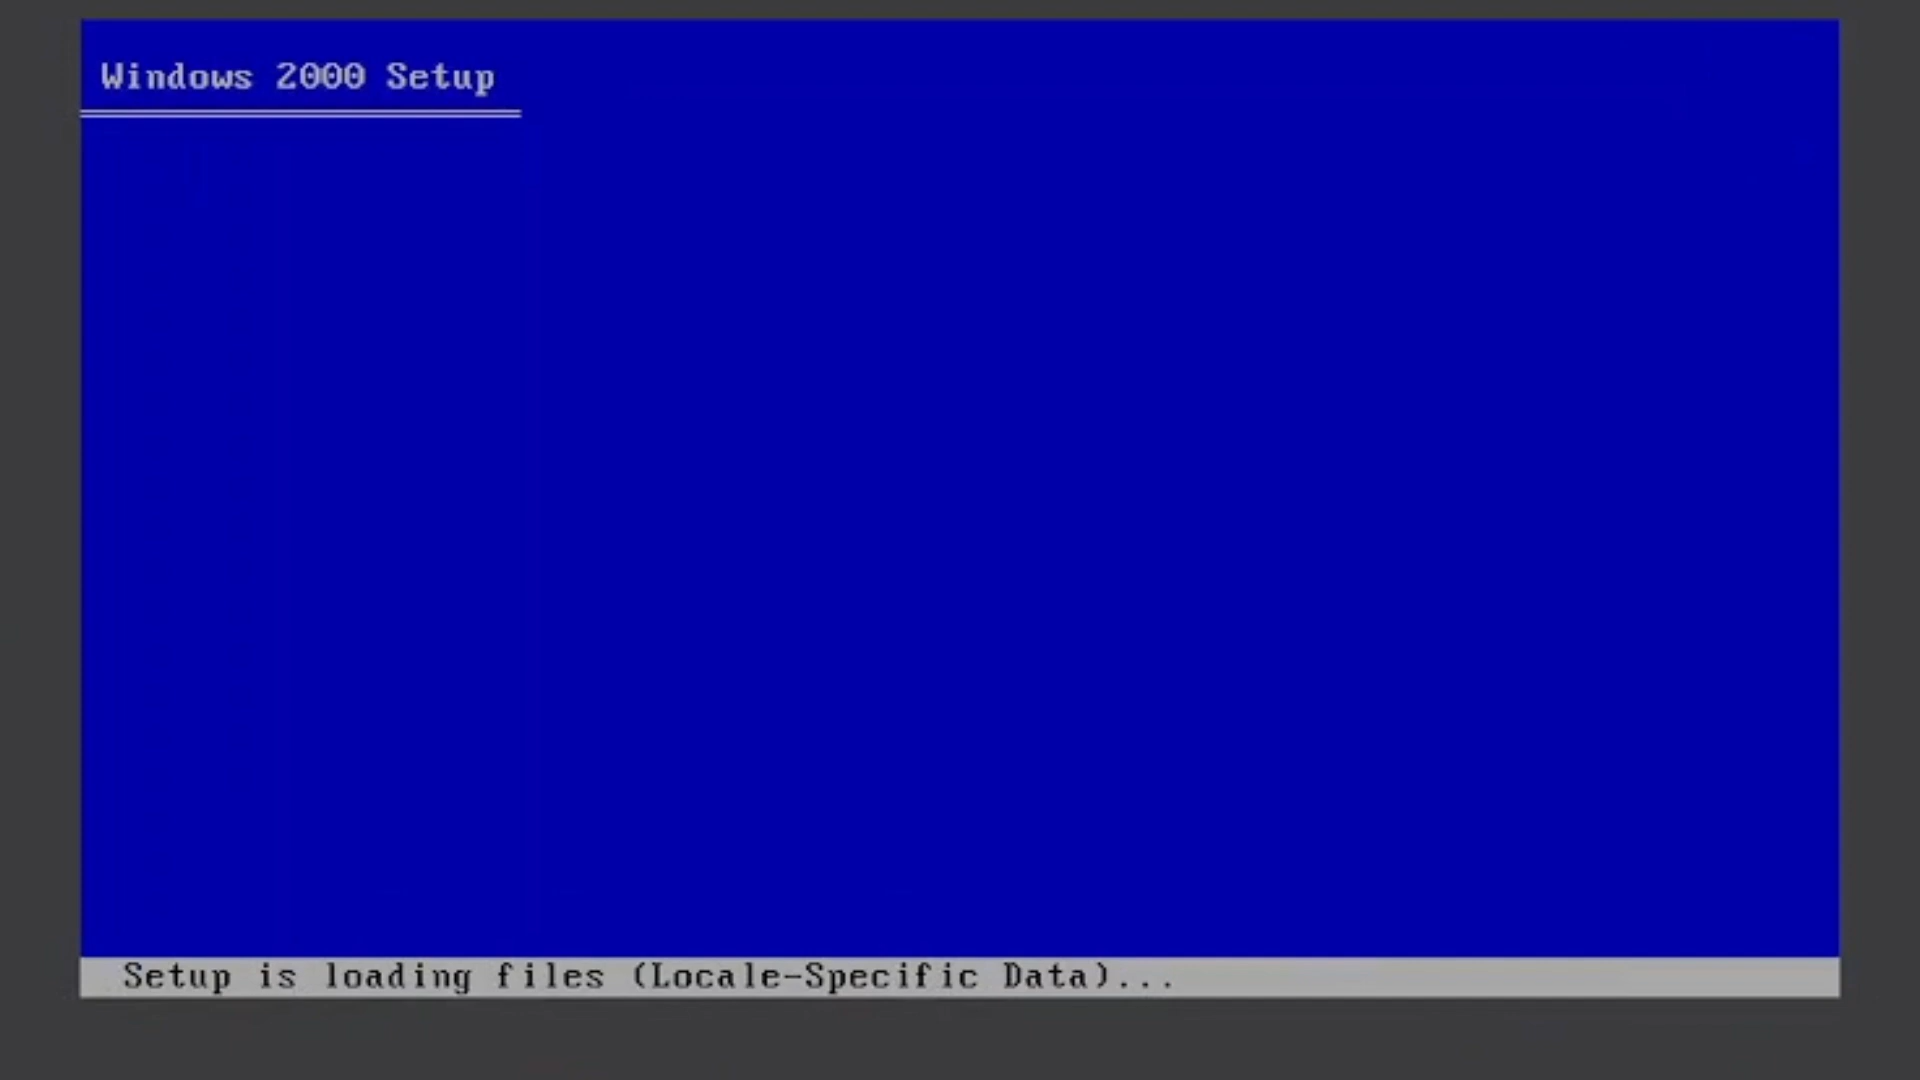 Windows 2000 Setup
Setup is loading files (Locale-Specific Data)...